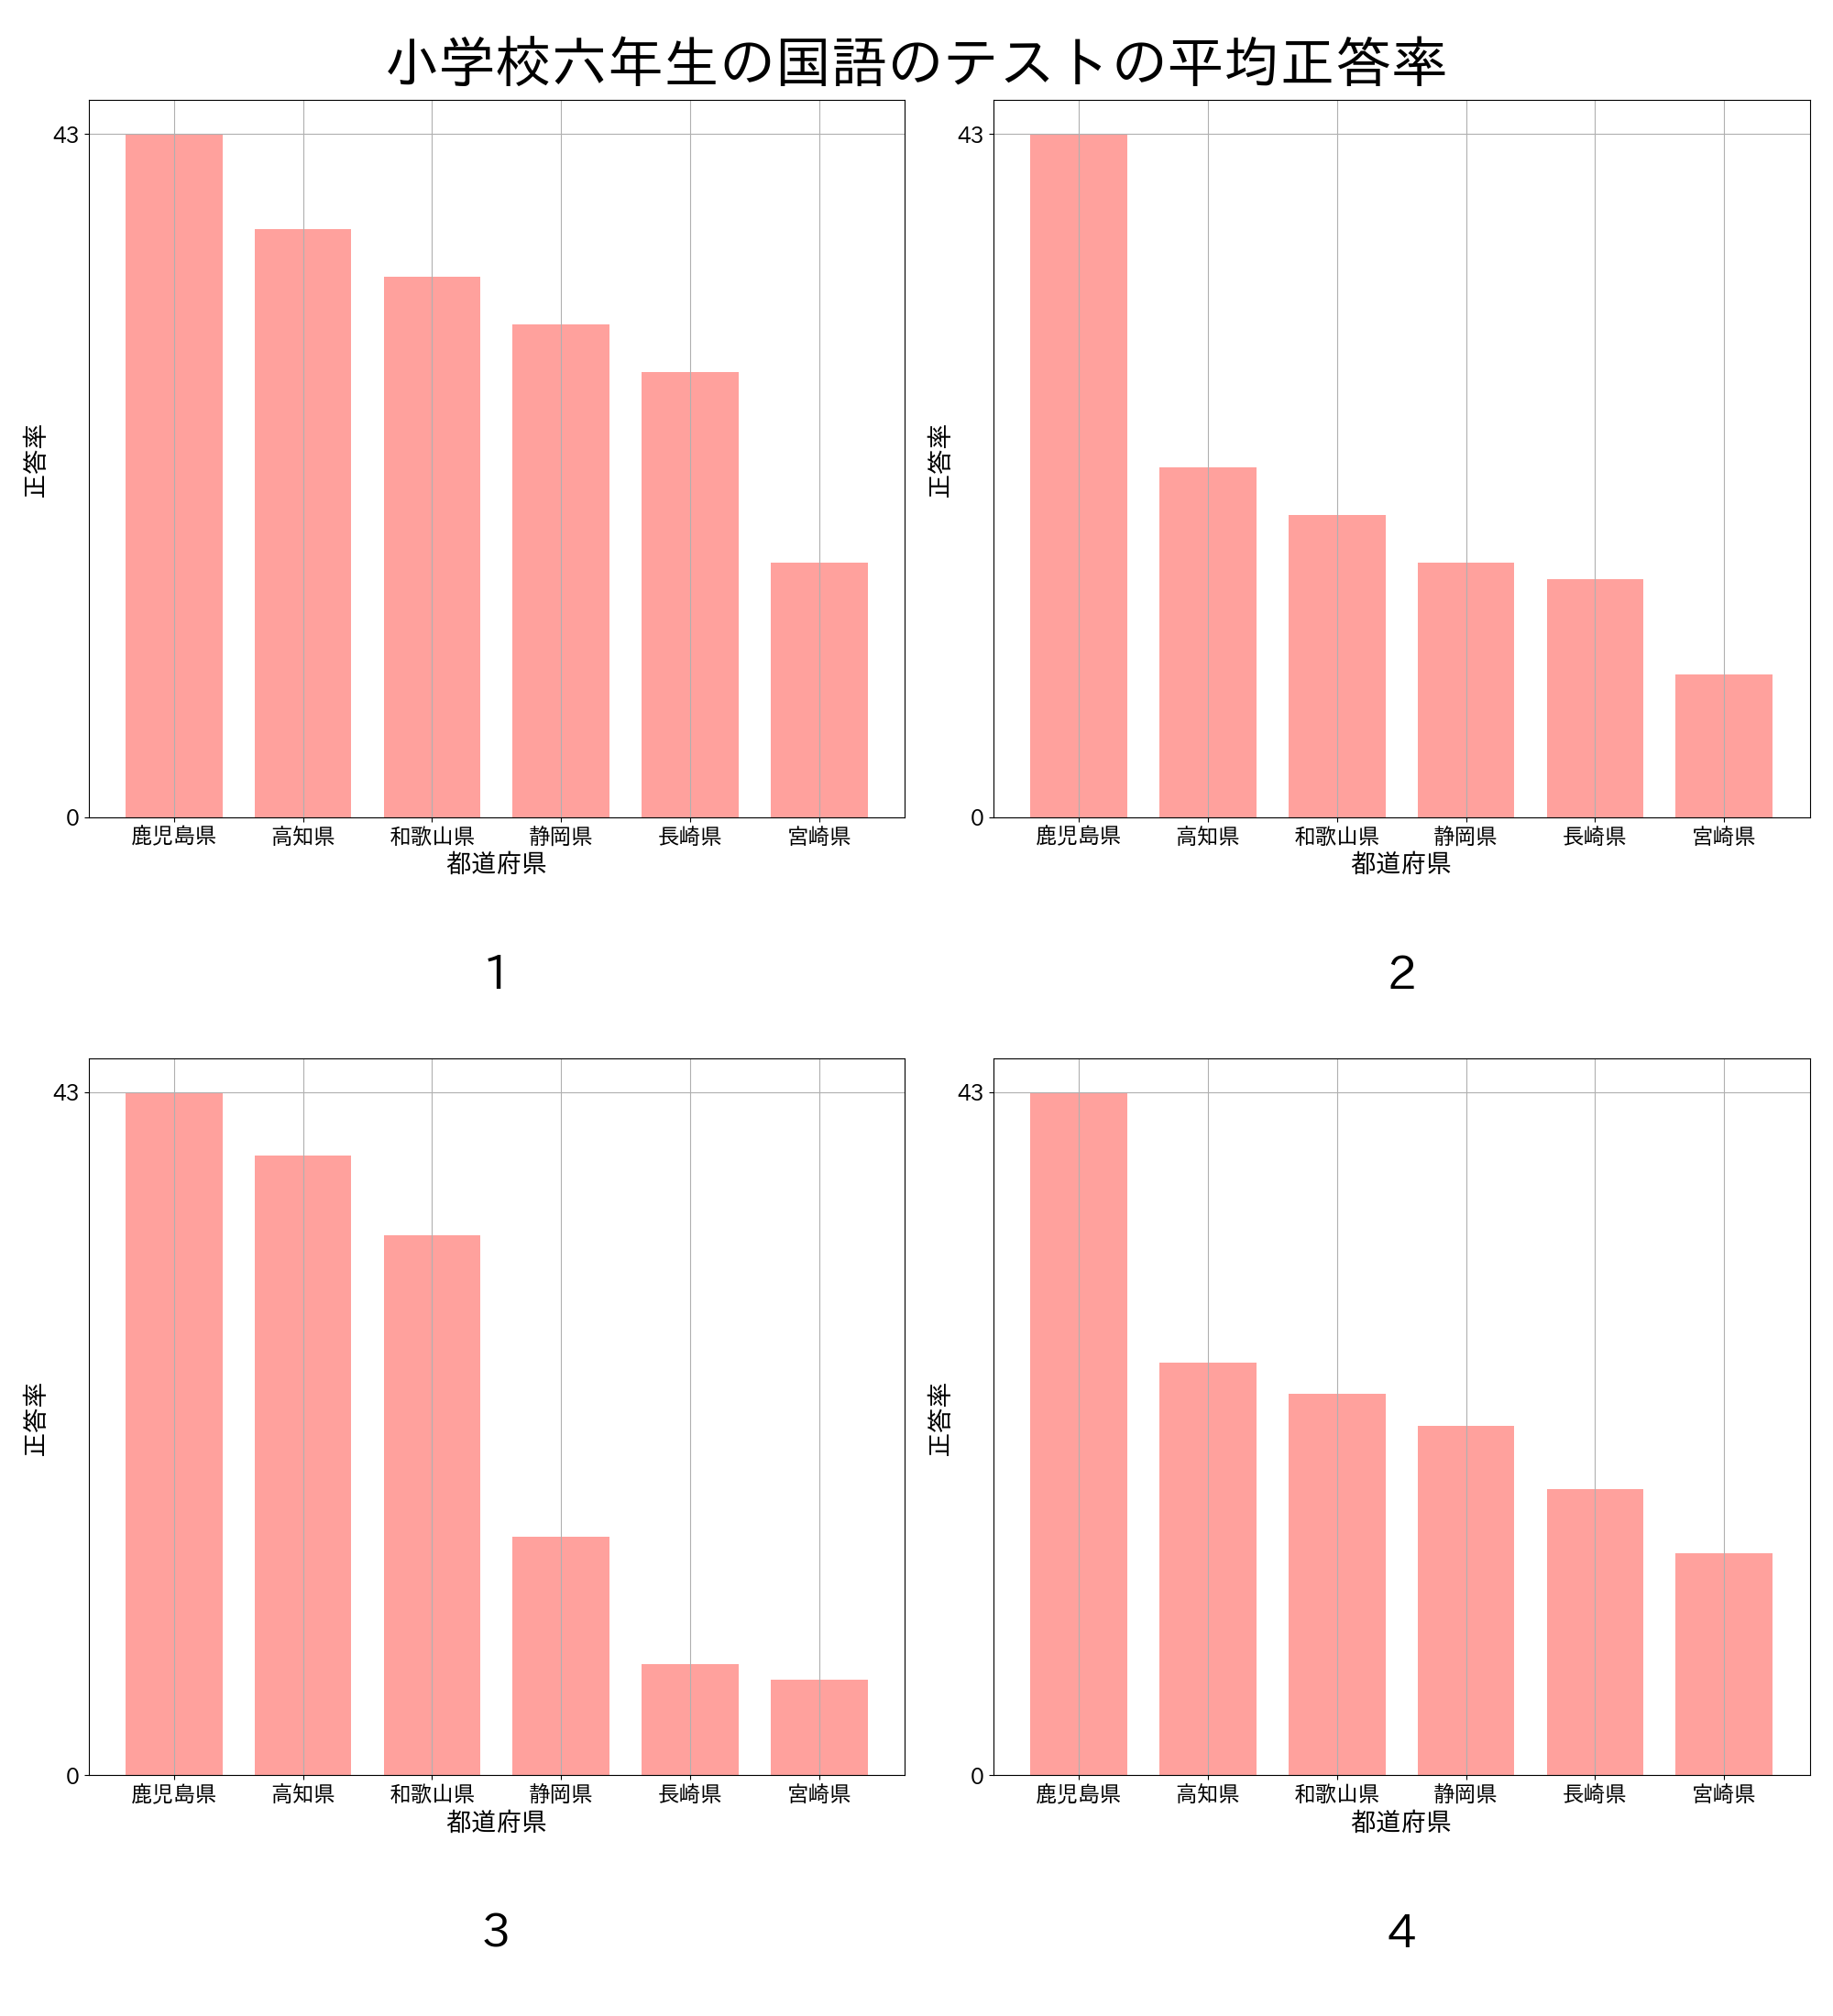 小学校六年生の国語のテストの平均正答率
43
0
正答率
鹿児島県 高知県 和歌山県 静岡県 長崎県 宮崎県
都道府県
1
43
0
正答率
鹿児島県 高知県 和歌山県 静岡県 長崎県 宮崎県
都道府県
2
43
0
正答率
鹿児島県 高知県 和歌山県 静岡県 長崎県 宮崎県
都道府県
3
43
0
正答率
鹿児島県 高知県 和歌山県 静岡県 長崎県 宮崎県
都道府県
4